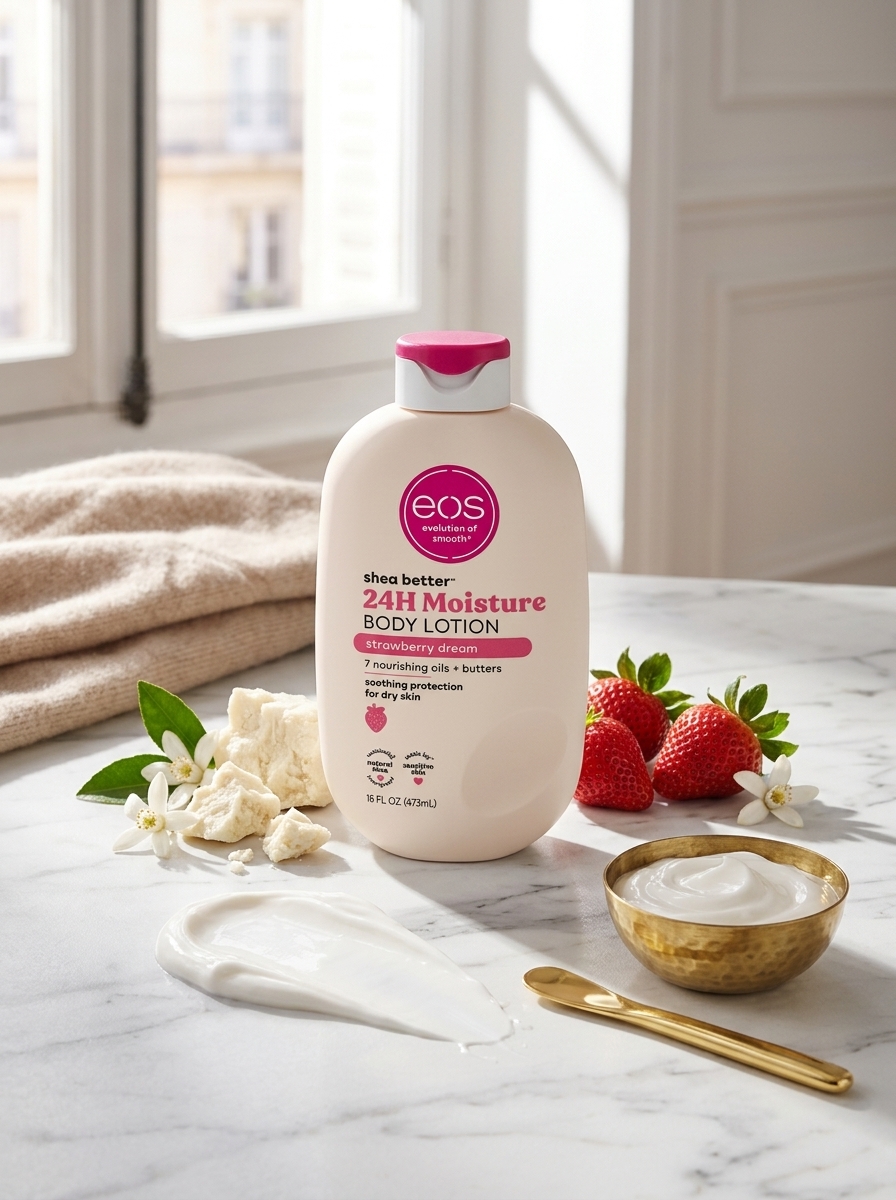 eos
evelution of
smooth®
shea better™
24H Moisture
BODY LOTION
strawberry dream
7 nourishing oils + butters
soothing protection
for dry skin
natural
shea
sensitive
skin
16 FL OZ (473mL)